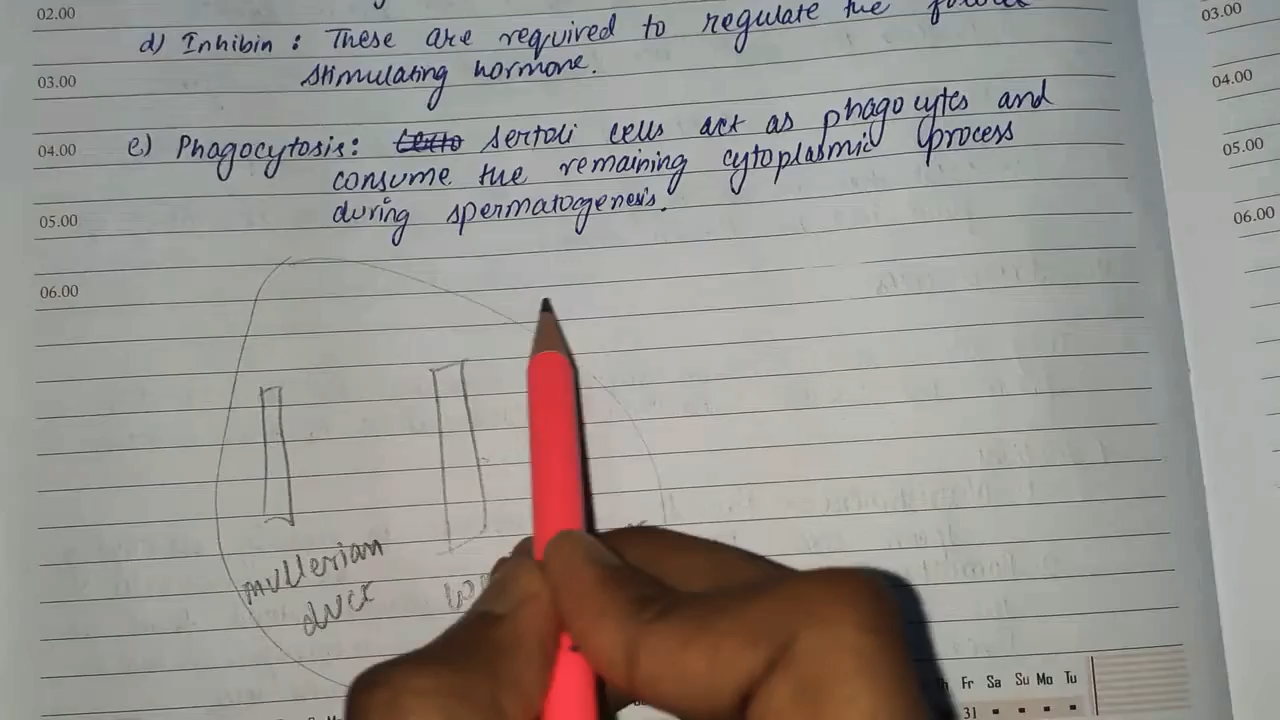 02.00
d) Inhibin : These are required to regulate the
03.00 stimulating hormone.
04.00 e) Phagocytosis: sertoli cells act as phagocytes and
consume the remaining cytoplasmic process
05.00 during spermatogenesis.
06.00
mullerian
duct
03.00
04.00
05.00
06.00
Fr Sa Su Mo Tu
31